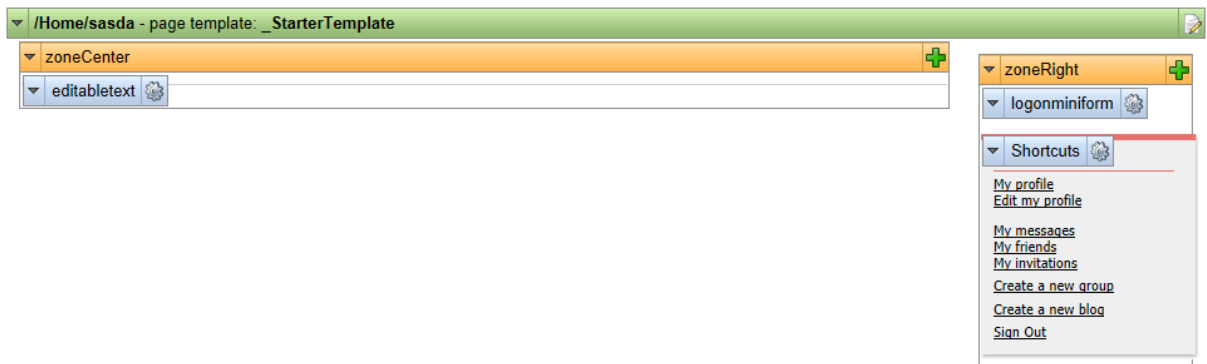 /Home/sasda - page template: _StarterTemplate
zoneCenter
editabletext
zoneRight
logonminiform
Shortcuts
My profile
Edit my profile
My messages
My friends
My invitations
Create a new group
Create a new blog
Sign Out